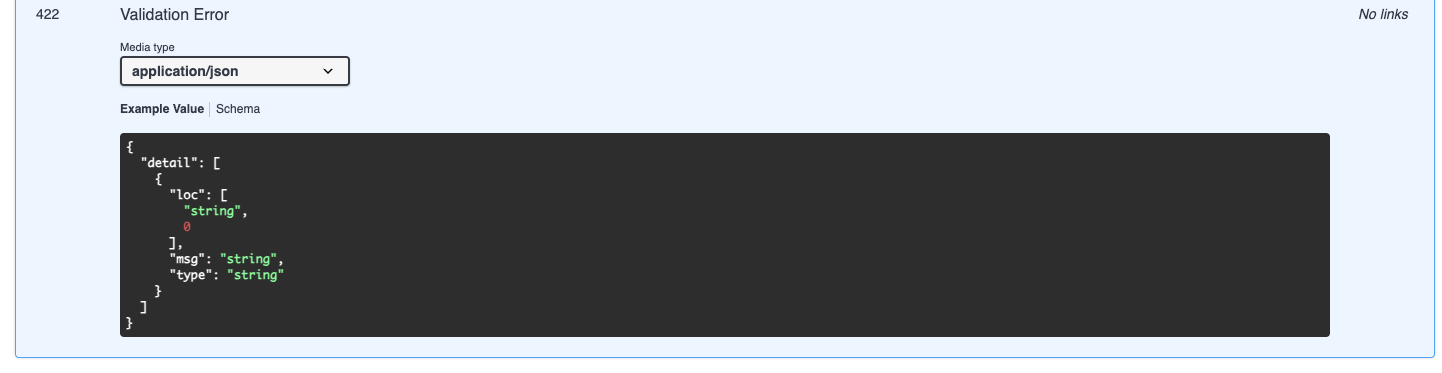 422 Validation Error No links
Media type
application/json
Example Value Schema
{
  "detail": [
    {
      "loc": [
        "string",
        0
      ],
      "msg": "string",
      "type": "string"
    }
  ]
}